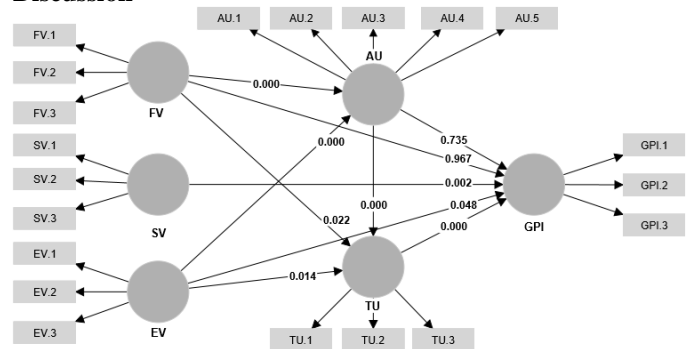 Discussion
AU.1
AU.2
AU.3
AU.4
AU.5
FV.1
FV.2
FV.3
FV
AU
0.000
0.735
0.967
0.000
SV.1
SV.2
SV.3
SV
0.002
0.048
0.000
0.022
0.000
0.014
GPI.1
GPI.2
GPI.3
GPI
EV.1
EV.2
EV.3
EV
TU
TU.1
TU.2
TU.3